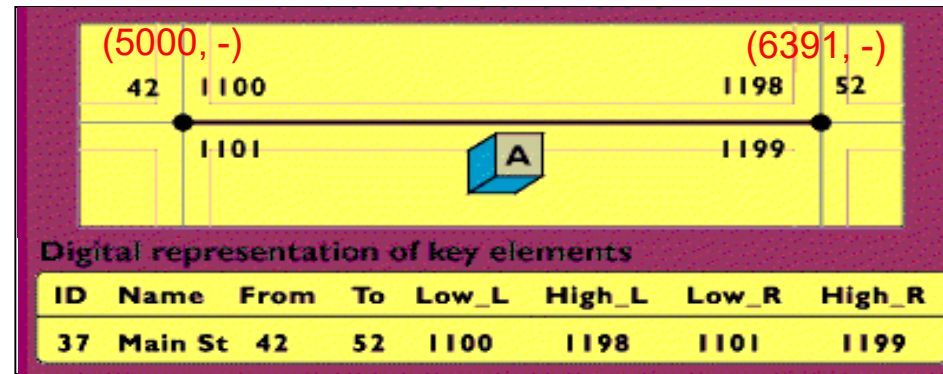 (5000, -) (6391, -)
42 1100 1198 52
1101 1199
A
Digital representation of key elements
ID Name From To Low_L High_L Low_R High_R
37 Main St 42 52 1100 1198 1101 1199